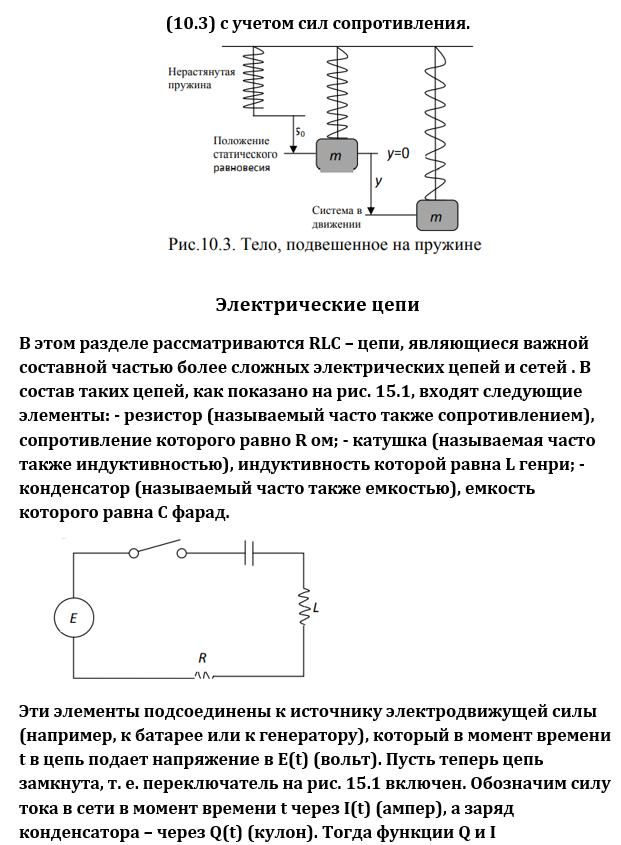 (10.3) с учетом сил сопротивления.
Нерастянутая
пружина
s₀
Положение
статического
равновесия
m
y=0
y
Система в
движении
m
Рис.10.3. Тело, подвешенное на пружине
Электрические цепи
В этом разделе рассматриваются RLC – цепи, являющиеся важной
составной частью более сложных электрических цепей и сетей . В
состав таких цепей, как показано на рис. 15.1, входят следующие
элементы: - резистор (называемый часто также сопротивлением),
сопротивление которого равно R ом; - катушка (называемая часто
также индуктивностью), индуктивность которой равна L генри; -
конденсатор (называемый часто также емкостью), емкость
которого равна C фарад.
E
L
R
Эти элементы подсоединены к источнику электродвижущей силы
(например, к батарее или к генератору), который в момент времени
t в цепь подает напряжение в E(t) (вольт). Пусть теперь цепь
замкнута, т. е. переключатель на рис. 15.1 включен. Обозначим силу
тока в сети в момент времени t через I(t) (ампер), а заряд
конденсатора – через Q(t) (кулон). Тогда функции Q и I